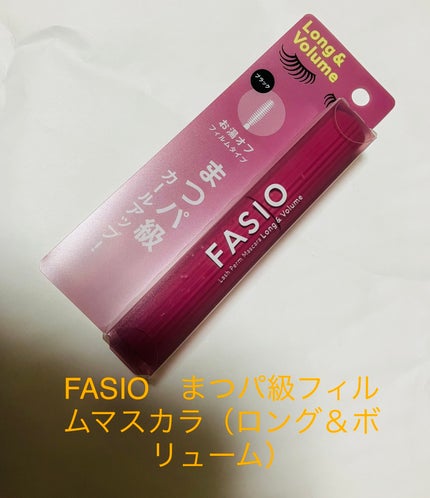 Long &
Volume
ブラック
お湯オフ
フィルムタイプ
まつパ級
カールアップ！
FASIO
Lash Perm Mascara Long & Volume
FASIO　まつパ級フィル
ムマスカラ（ロング＆ボ
リューム）